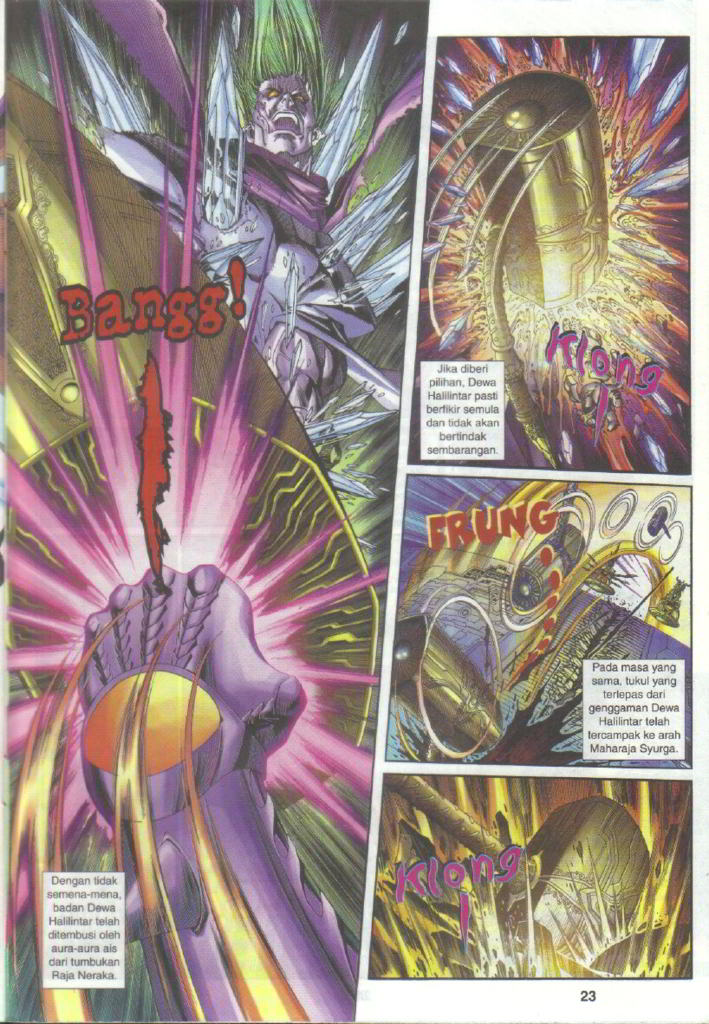 Bangg!
Dengan tidak
semena-mena,
badan Dewa
Halilintar telah
ditembusi oleh
aura-aura ais
dari tumbukan
Raja Neraka.
Klong
Jika diberi
pilihan, Dewa
Halilintar pasti
berfikir semula
dan tidak akan
bertindak
sembarangan.
FRUNG
Pada masa yang
sama, tukul yang
terlepas dari
genggaman Dewa
Halilintar telah
tercampak ke arah
Maharaja Syurga.
Klong
23